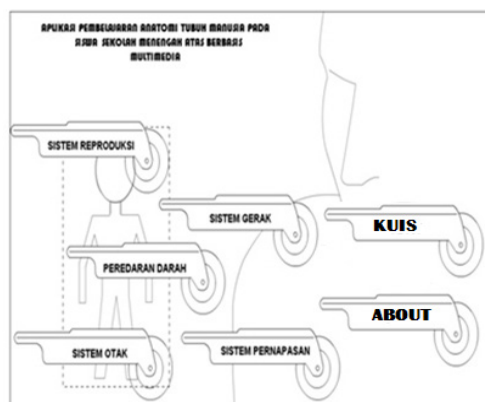 APLIKASI PEMBELAJARAN ANATOMI TUBUH MANUSIA PADA
SISWA SEKOLAH MENENGAH ATAS BERBASIS
MULTIMEDIA
SISTEM REPRODUKSI
SISTEM GERAK
KUIS
PEREDARAN DARAH
ABOUT
SISTEM OTAK
SISTEM PERNAPASAN